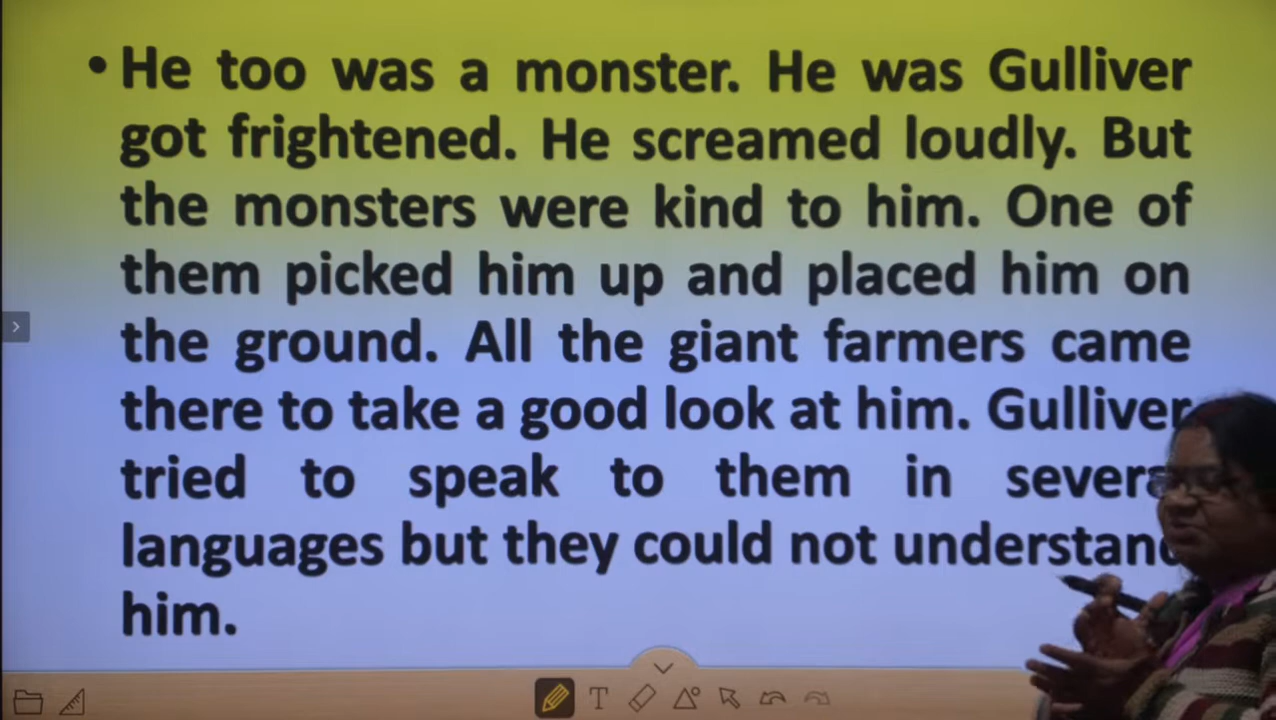 • He too was a monster. He was Gulliver
got frightened. He screamed loudly. But
the monsters were kind to him. One of
them picked him up and placed him on
the ground. All the giant farmers came
there to take a good look at him. Gulliver
tried to speak to them in severa
languages but they could not understand
him.
T